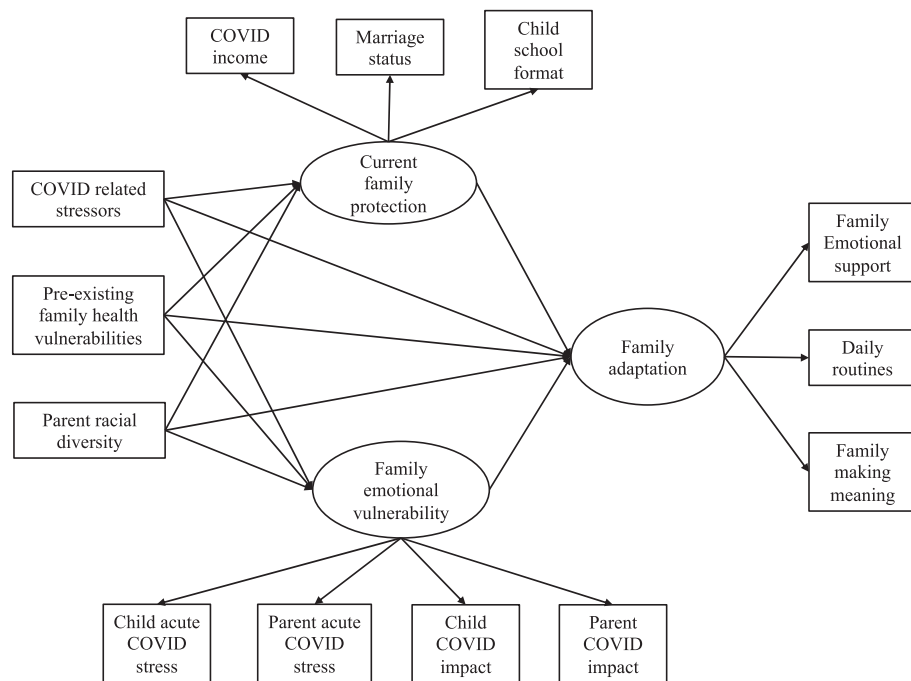 COVID
income
Marriage
status
Child
school
format
Current
family
protection
COVID related
stressors
Family
Emotional
support
Pre-existing
family health
vulnerabilities
Family
adaptation
Daily
routines
Parent racial
diversity
Family
emotional
vulnerability
Family
making
meaning
Child acute
COVID
stress
Parent acute
COVID
stress
Child
COVID
impact
Parent
COVID
impact